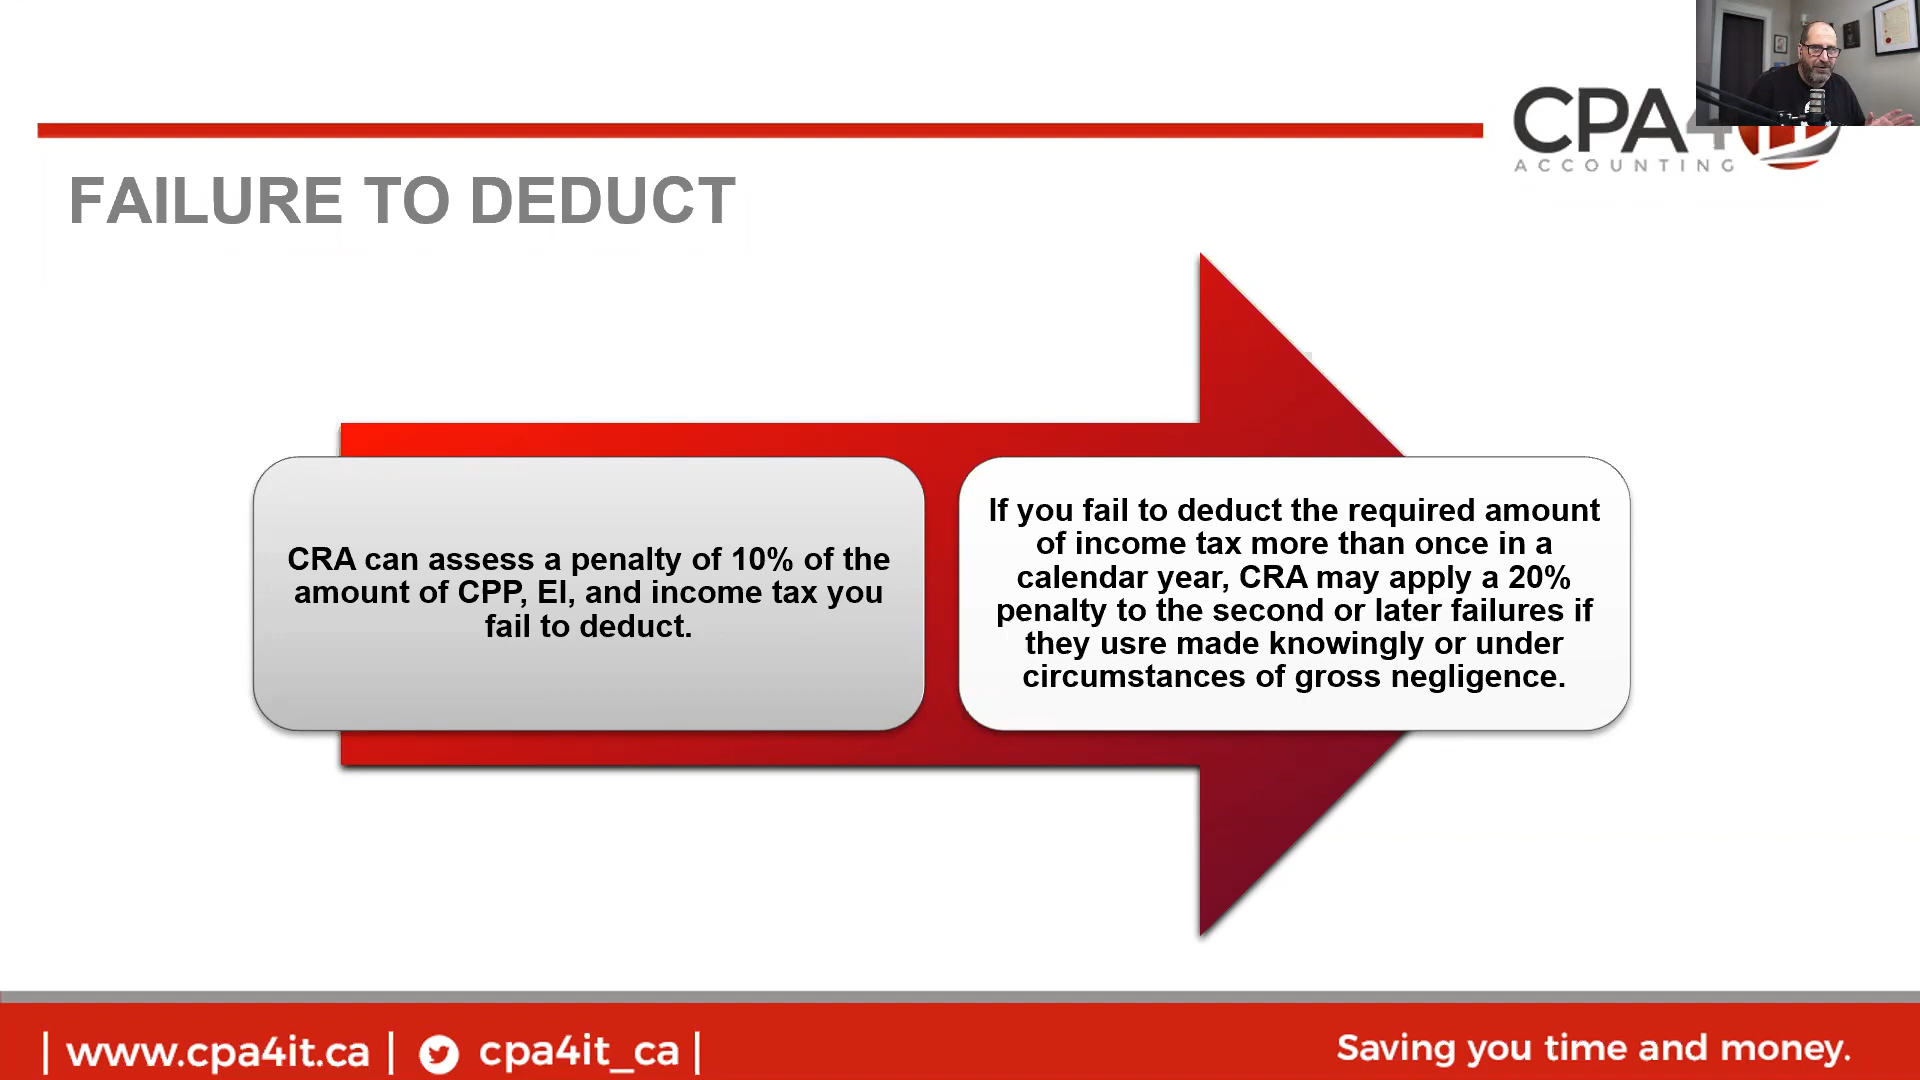 CPA4
ACCOUNTING
FAILURE TO DEDUCT
CRA can assess a penalty of 10% of the
amount of CPP, EI, and income tax you
fail to deduct.
If you fail to deduct the required amount
of income tax more than once in a
calendar year, CRA may apply a 20%
penalty to the second or later failures if
they usre made knowingly or under
circumstances of gross negligence.
| www.cpa4it.ca | cpa4it_ca |
Saving you time and money.